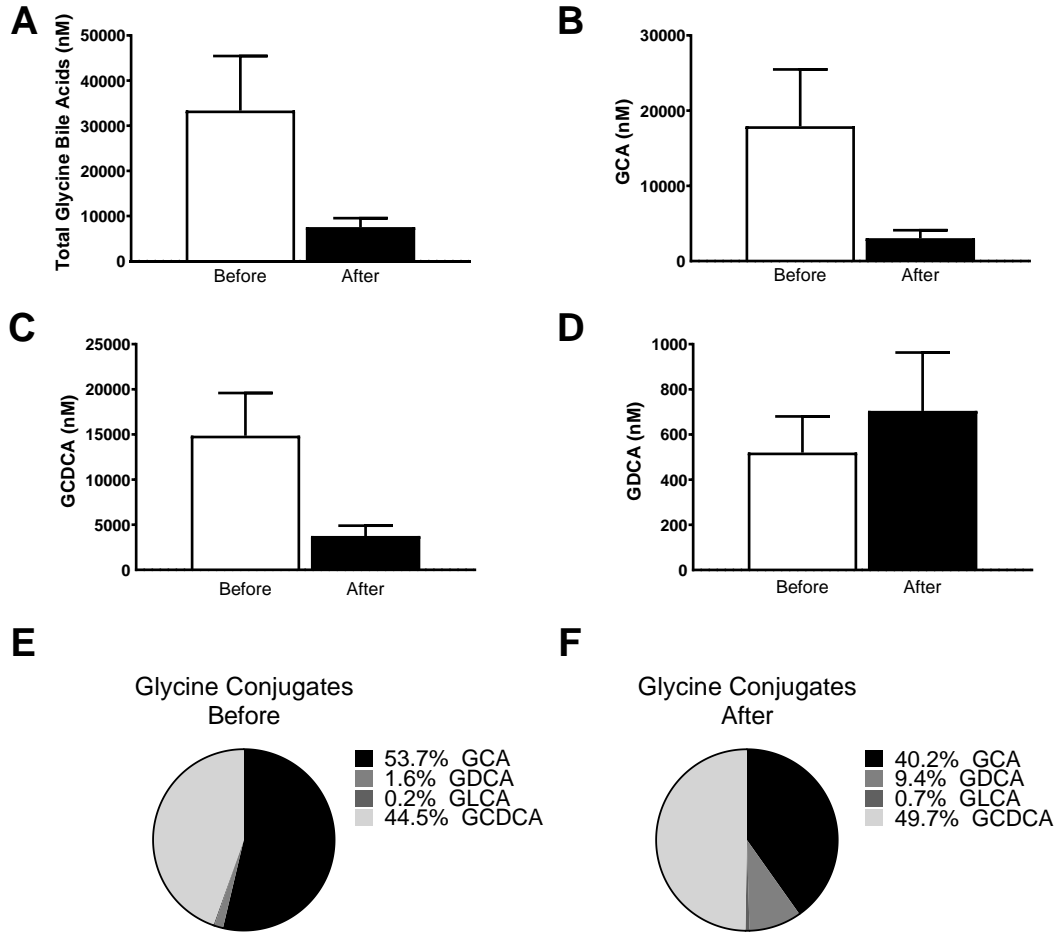 A
Total Glycine Bile Acids (nM)
50000
40000
30000
20000
10000
0
Before
After
B
GCA (nM)
30000
20000
10000
0
Before
After
C
GCDCA (nM)
25000
20000
15000
10000
5000
0
Before
After
D
GDCA (nM)
1000
800
600
400
200
0
Before
After
E
Glycine Conjugates
Before
53.7% GCA
1.6% GDCA
0.2% GLCA
44.5% GCDCA
F
Glycine Conjugates
After
40.2% GCA
9.4% GDCA
0.7% GLCA
49.7% GCDCA